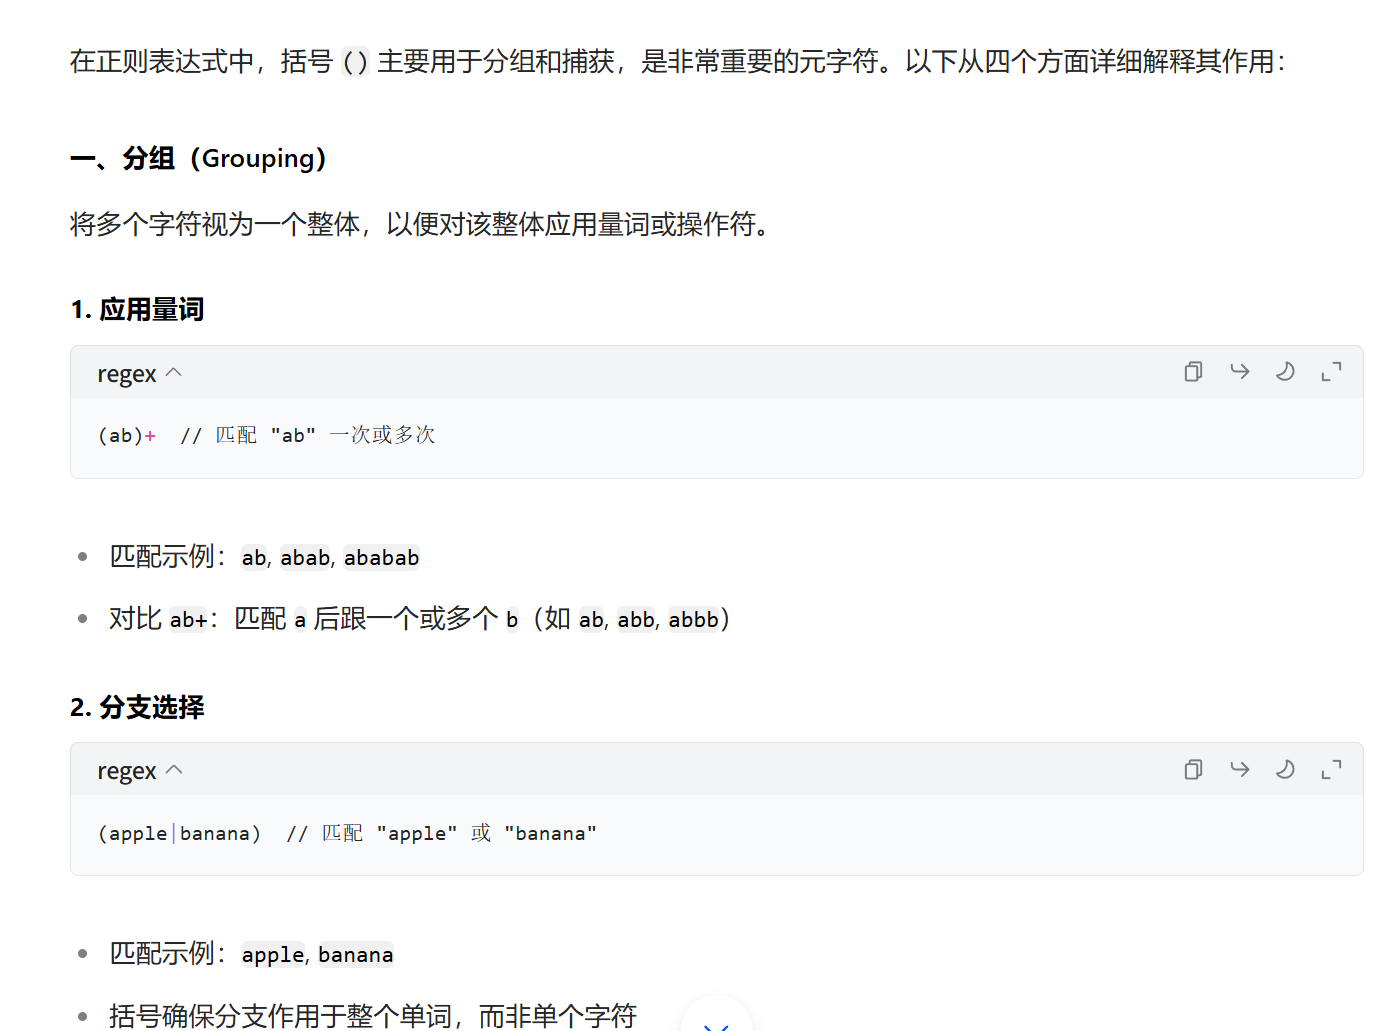 在正则表达式中，括号 () 主要用于分组和捕获，是非常重要的元字符。以下从四个方面详细解释其作用：
一、分组（Grouping）
将多个字符视为一个整体，以便对该整体应用量词或操作符。
1. 应用量词
regex
(ab)+  // 匹配 "ab" 一次或多次
匹配示例：ab, abab, ababab
对比 ab+：匹配 a 后跟一个或多个 b（如 ab, abb, abbb）
2. 分支选择
regex
(apple|banana)  // 匹配 "apple" 或 "banana"
匹配示例：apple, banana
括号确保分支作用于整个单词，而非单个字符